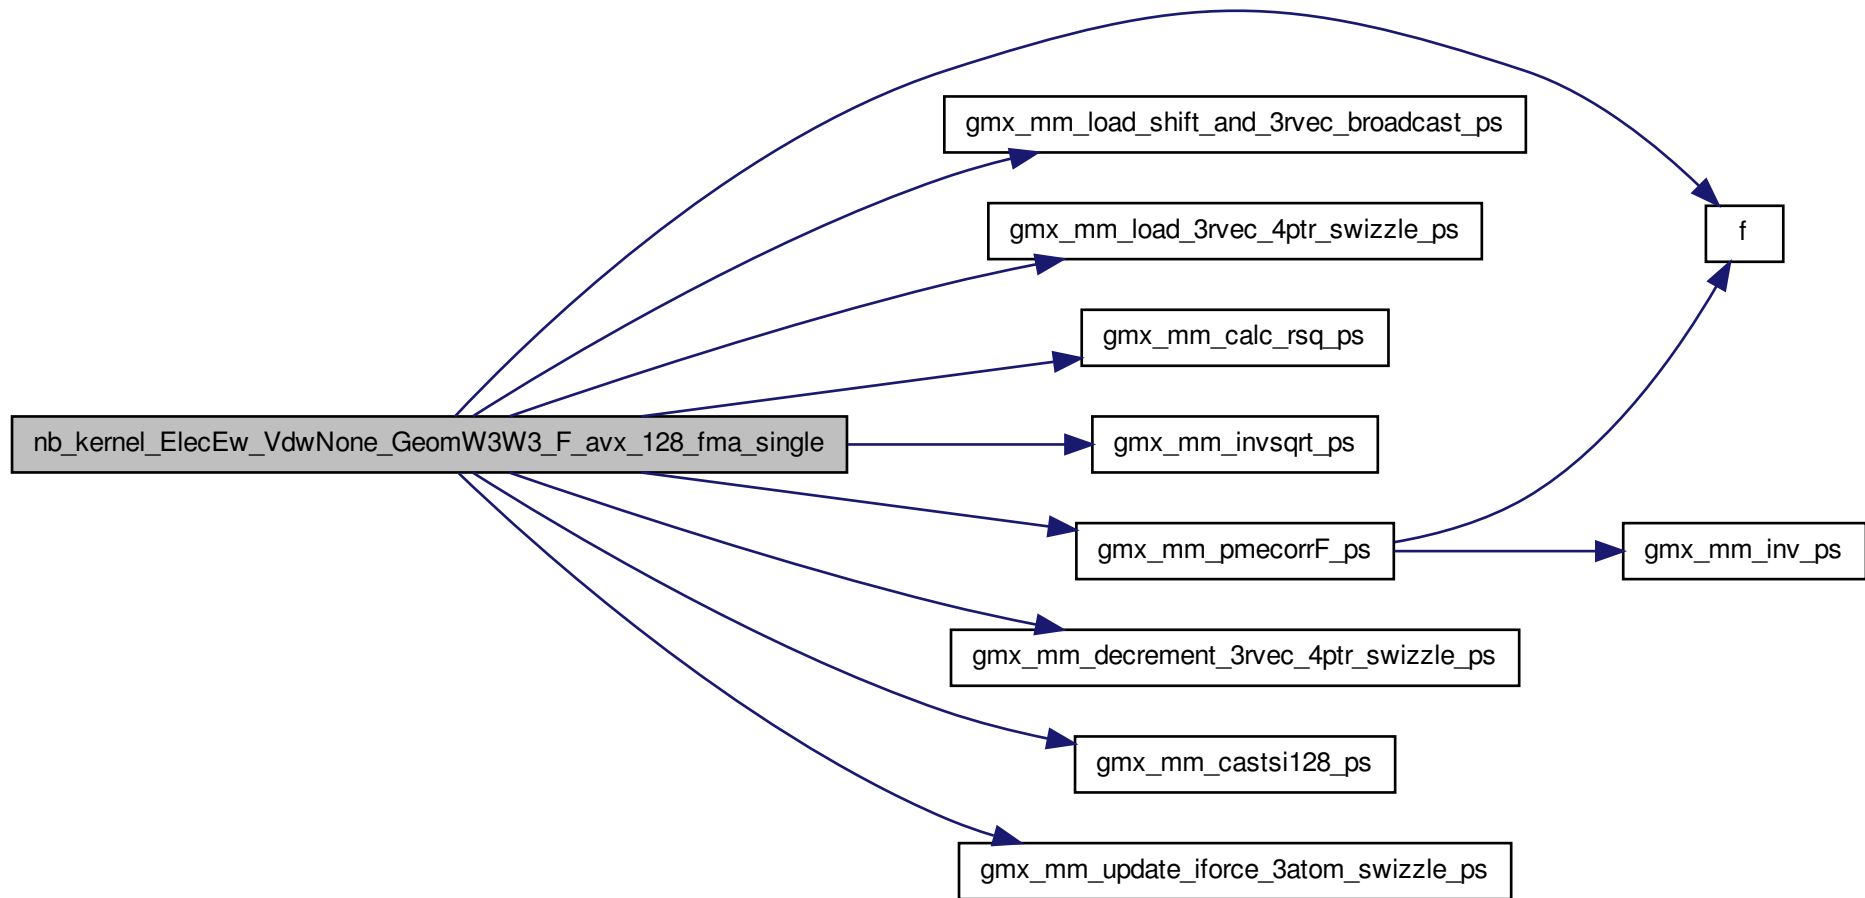 gmx_mm_load_shift_and_3rvec_broadcast_ps
gmx_mm_load_3rvec_4ptr_swizzle_ps
f
gmx_mm_calc_rsq_ps
nb_kernel_ElecEw_VdwNone_GeomW3W3_F_avx_128_fma_single
gmx_mm_invsqrt_ps
gmx_mm_pmecorrF_ps
gmx_mm_inv_ps
gmx_mm_decrement_3rvec_4ptr_swizzle_ps
gmx_mm_castsi128_ps
gmx_mm_update_iforce_3atom_swizzle_ps